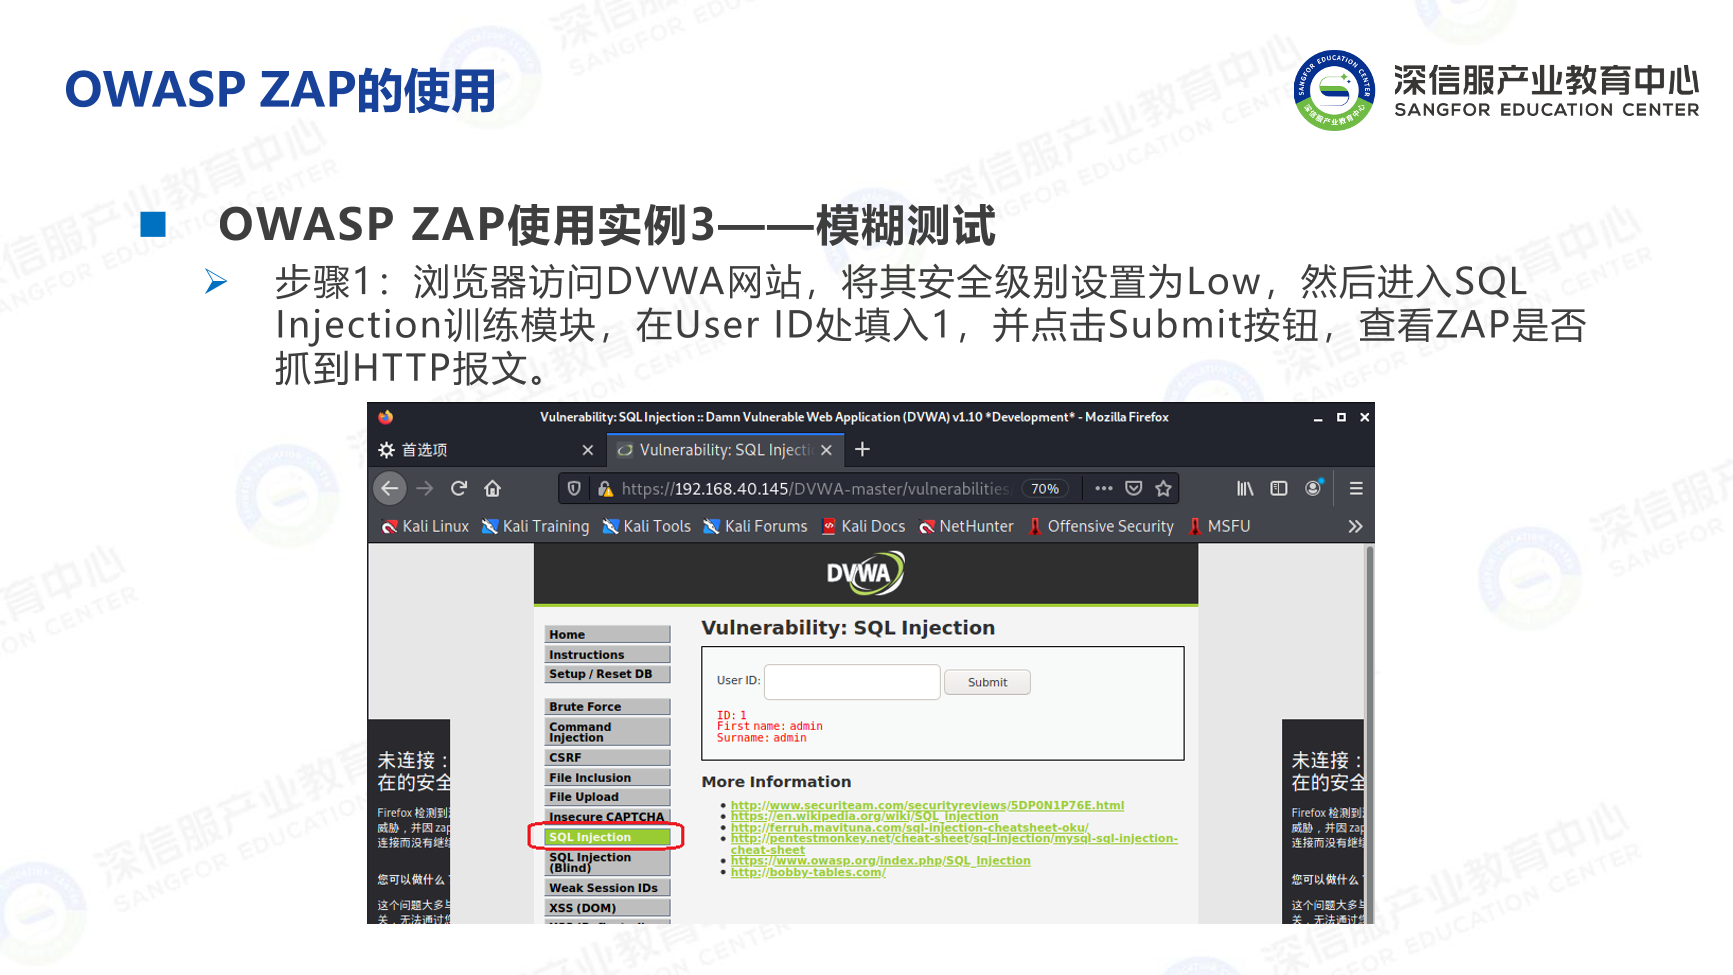 OWASP ZAP的使用
深信服产业教育中心
SANGFOR EDUCATION CENTER
OWASP ZAP使用实例3——模糊测试
步骤1：浏览器访问DVWA网站，将其安全级别设置为Low，然后进入SQL
Injection训练模块，在User ID处填入1，并点击Submit按钮，查看ZAP是否
抓到HTTP报文。
Vulnerability: SQL Injection :: Damn Vulnerable Web Application (DVWA) v1.10 *Development* - Mozilla Firefox
首选项
Vulnerability: SQL Injecti
https://192.168.40.145/DVWA-master/vulnerabilities/
70%
Kali Linux Kali Training Kali Tools Kali Forums Kali Docs NetHunter Offensive Security MSFU
DVWA
Home
Instructions
Setup / Reset DB
Brute Force
Command
Injection
CSRF
File Inclusion
File Upload
Insecure CAPTCHA
SQL Injection
SQL Injection
(Blind)
Weak Session IDs
XSS (DOM)
Vulnerability: SQL Injection
User ID:
Submit
ID: 1
First name: admin
Surname: admin
More Information
http://www.securiteam.com/securityreviews/5DP0N1P76E.html
https://en.wikipedia.org/wiki/SQL_injection
http://ferruh.mavituna.com/sql-injection-cheatsheet-oku/
http://pentestmonkey.net/cheat-sheet/sql-injection/mysql-sql-injection-
cheat-sheet
https://www.owasp.org/index.php/SQL_Injection
http://bobby-tables.com/
未连接：
在的安全
Firefox 检测到
威胁，并因 zap
连接而没有继
您可以做什么
这个问题大多
关，无法通过
未连接：
在的安全
Firefox 检测到
威胁，并因 zap
连接而没有继
您可以做什么
这个问题大多
关，无法通过